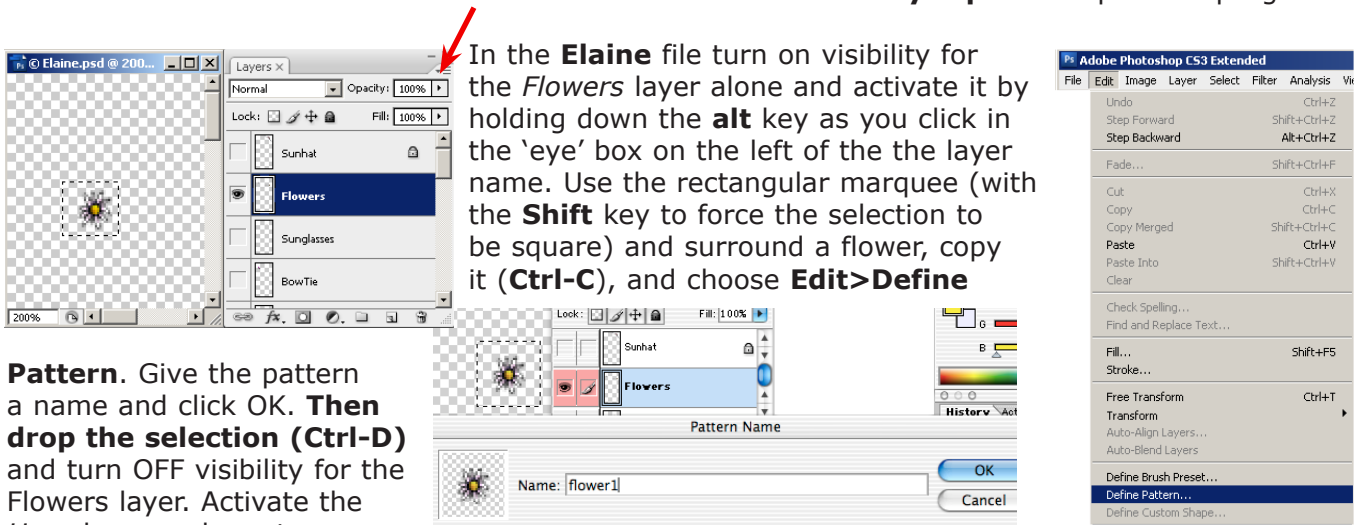 In the Elaine file turn on visibility for
the Flowers layer alone and activate it by
holding down the alt key as you click in
the ‘eye’ box on the left of the the layer
name. Use the rectangular marquee (with
the Shift key to force the selection to
be square) and surround a flower, copy
it (Ctrl-C), and choose Edit>Define
Pattern. Give the pattern
a name and click OK. Then
drop the selection (Ctrl-D)
and turn OFF visibility for the
Flowers layer. Activate the
© Elaine.psd @ 200...
200%
Layers ×
Normal Opacity: 100%
Lock: Fill: 100%
Sunhat
Flowers
Sunglasses
BowTie
fx.
Lock: Fill: 100%
Sunhat
Flowers
G
B
History
Pattern Name
Name: flower1
OK
Cancel
Ps Adobe Photoshop CS3 Extended
File Edit Image Layer Select Filter Analysis
Undo Ctrl+Z
Step Forward Shift+Ctrl+Z
Step Backward Alt+Ctrl+Z
Fade... Shift+Ctrl+F
Cut Ctrl+X
Copy Ctrl+C
Copy Merged Shift+Ctrl+C
Paste Ctrl+V
Paste Into Shift+Ctrl+V
Clear
Check Spelling...
Find and Replace Text...
Fill... Shift+F5
Stroke...
Free Transform Ctrl+T
Transform
Auto-Align Layers...
Auto-Blend Layers
Define Brush Preset...
Define Pattern...
Define Custom Shape...